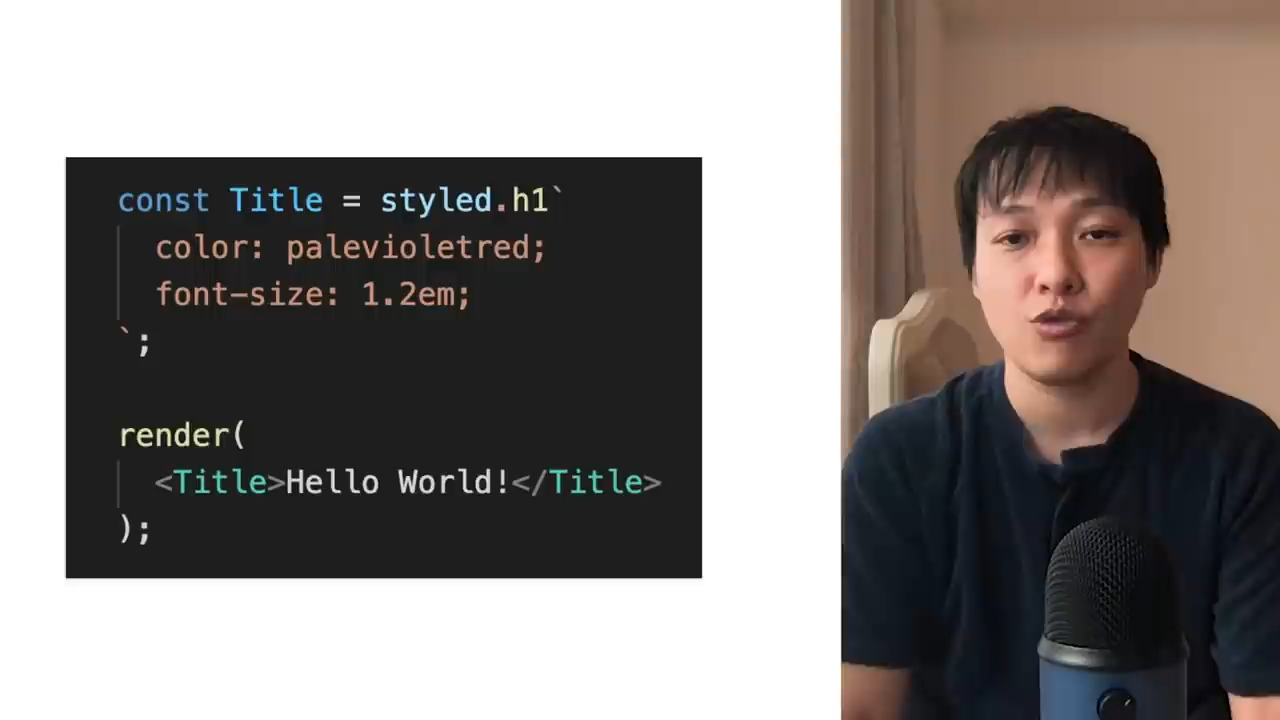 const Title = styled.h1`
color: palevioletred;
font-size: 1.2em;
`;
render(
<Title>Hello World!</Title>
);